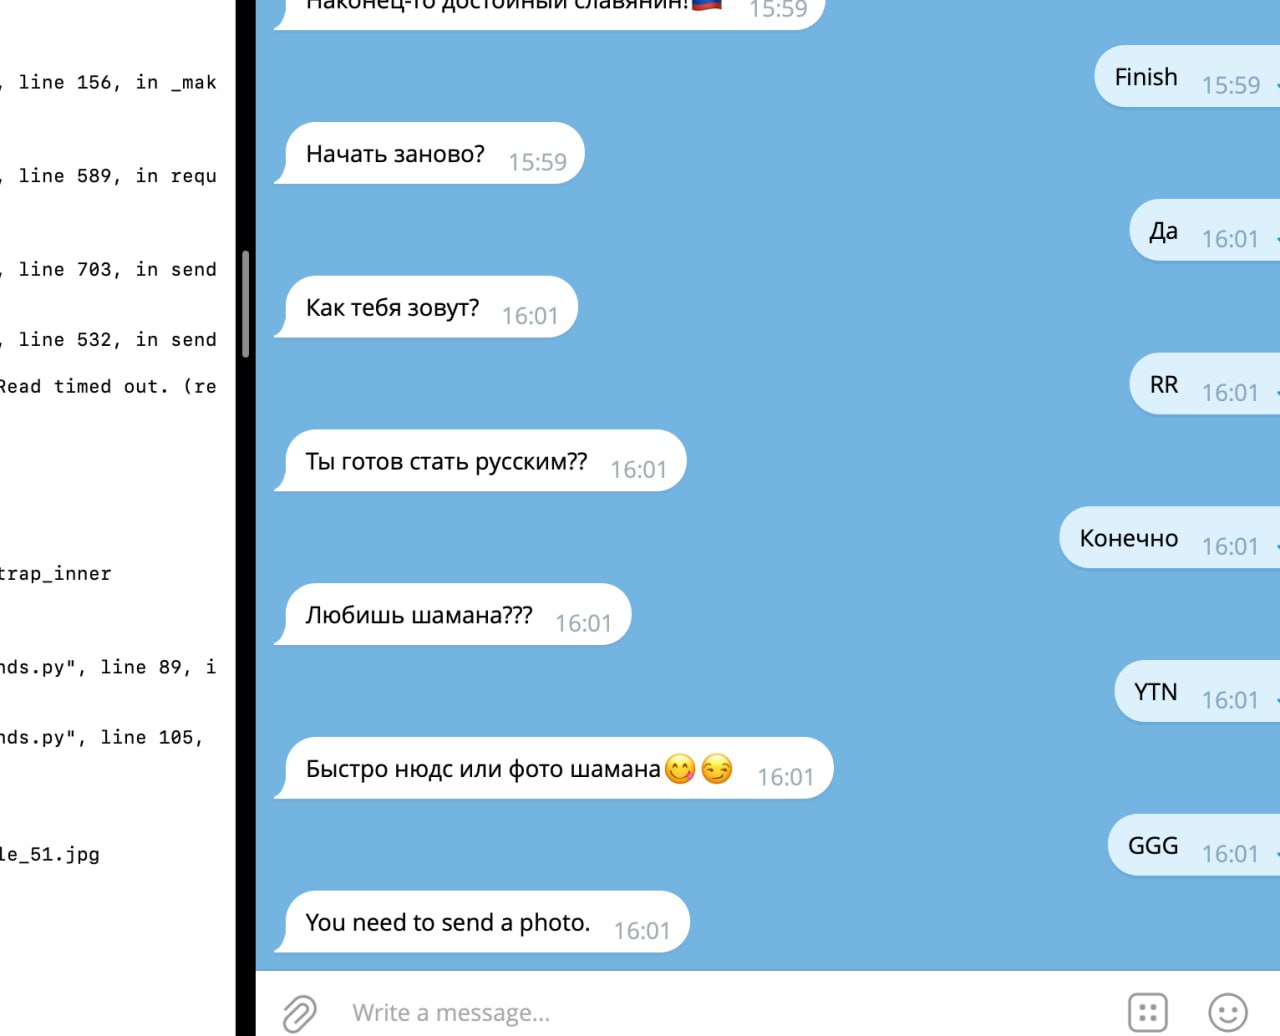 , line 156, in _mak
, line 589, in requ
, line 703, in send
, line 532, in send
Read timed out. (re
trap_inner
nds.py", line 89, i
nds.py", line 105,
le_51.jpg
Наконец-то достойный славянин!🇷🇺 15:59
Finish 15:59
Начать заново? 15:59
Да 16:01
Как тебя зовут? 16:01
RR 16:01
Ты готов стать русским?? 16:01
Конечно 16:01
Любишь шамана??? 16:01
YTN 16:01
Быстро нюдс или фото шамана😋😏 16:01
GGG 16:01
You need to send a photo. 16:01
Write a message...